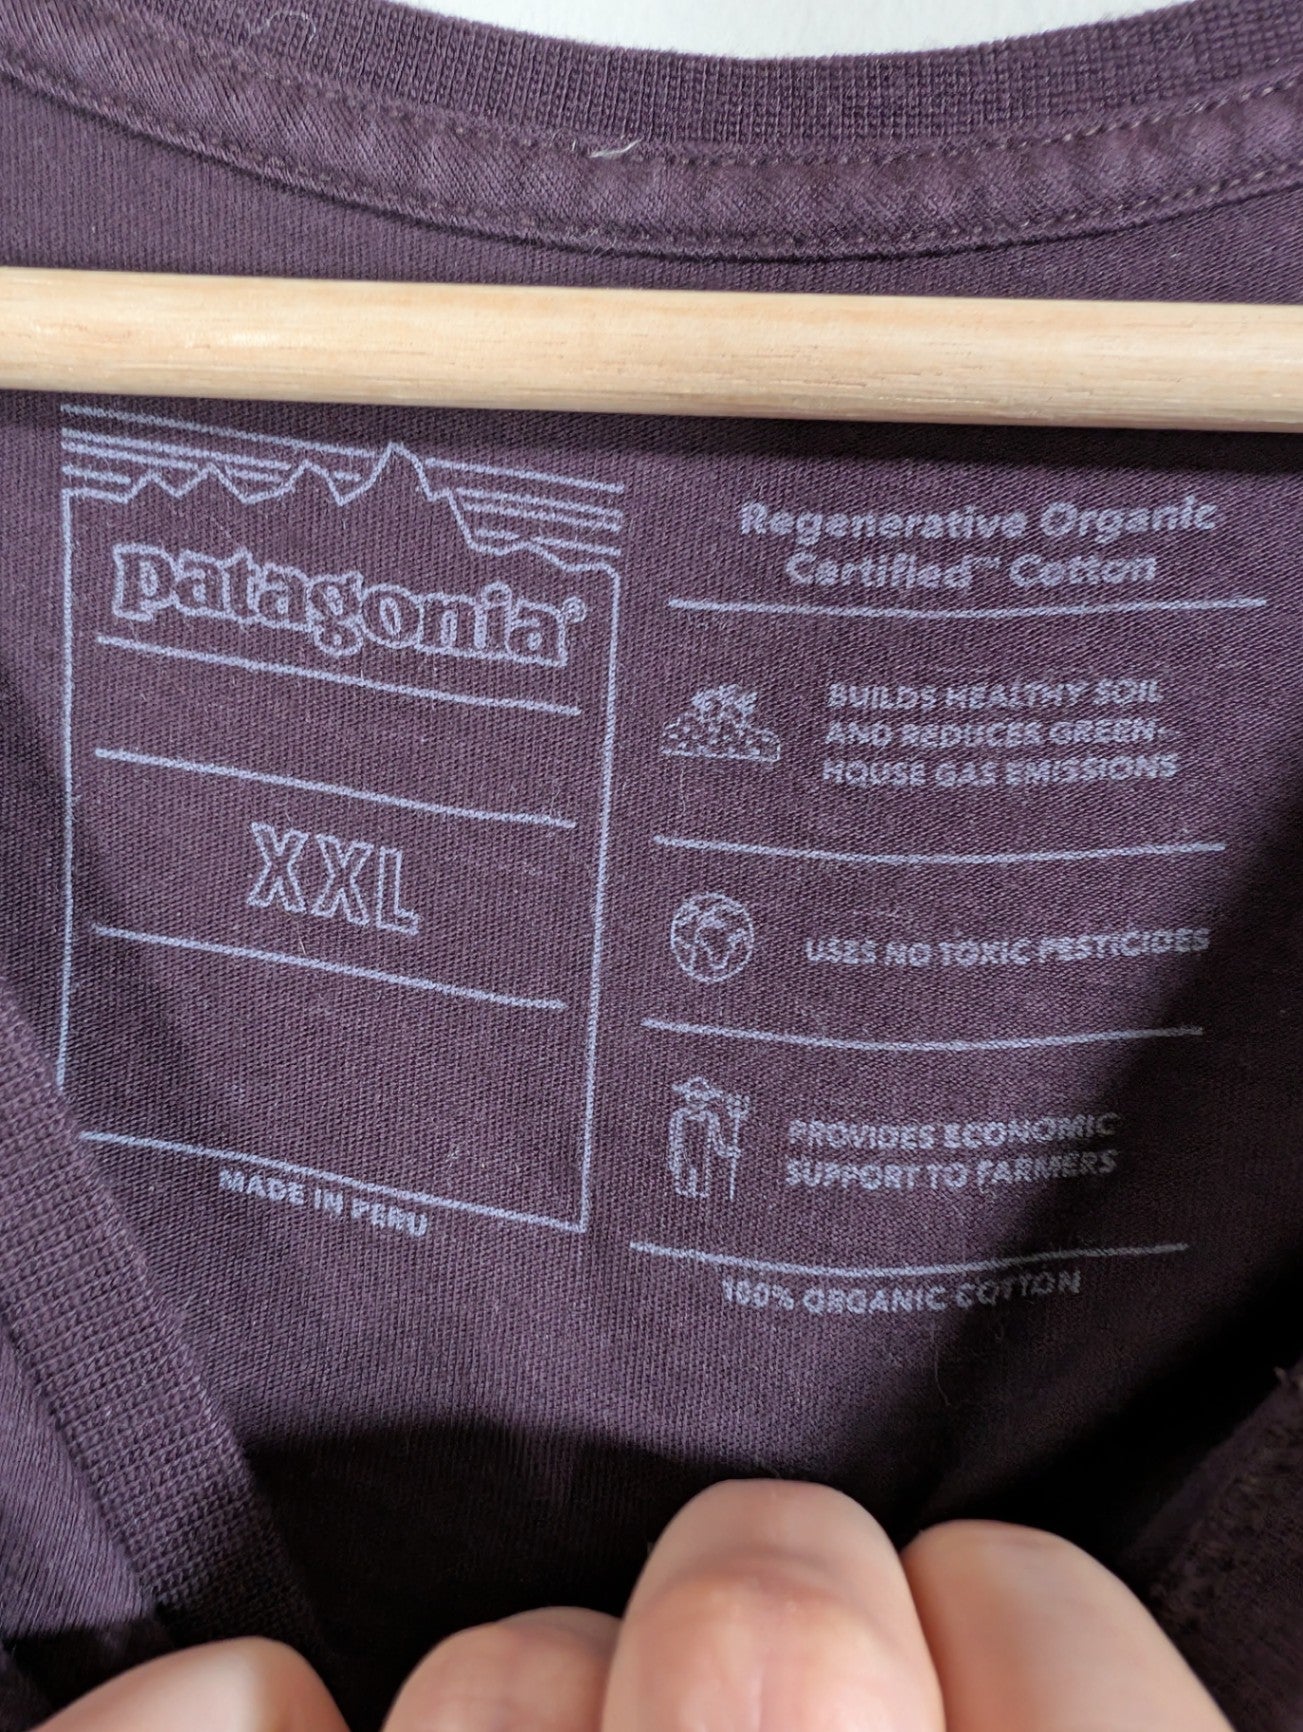 patagonia®
XXL
MADE IN PERU
Regenerative Organic
Certified™ Cotton
BUILDS HEALTHY SOIL
AND REDUCES GREEN-
HOUSE GAS EMISSIONS
USES NO TOXIC PESTICIDES
PROVIDES ECONOMIC
SUPPORT TO FARMERS
100% ORGANIC COTTON